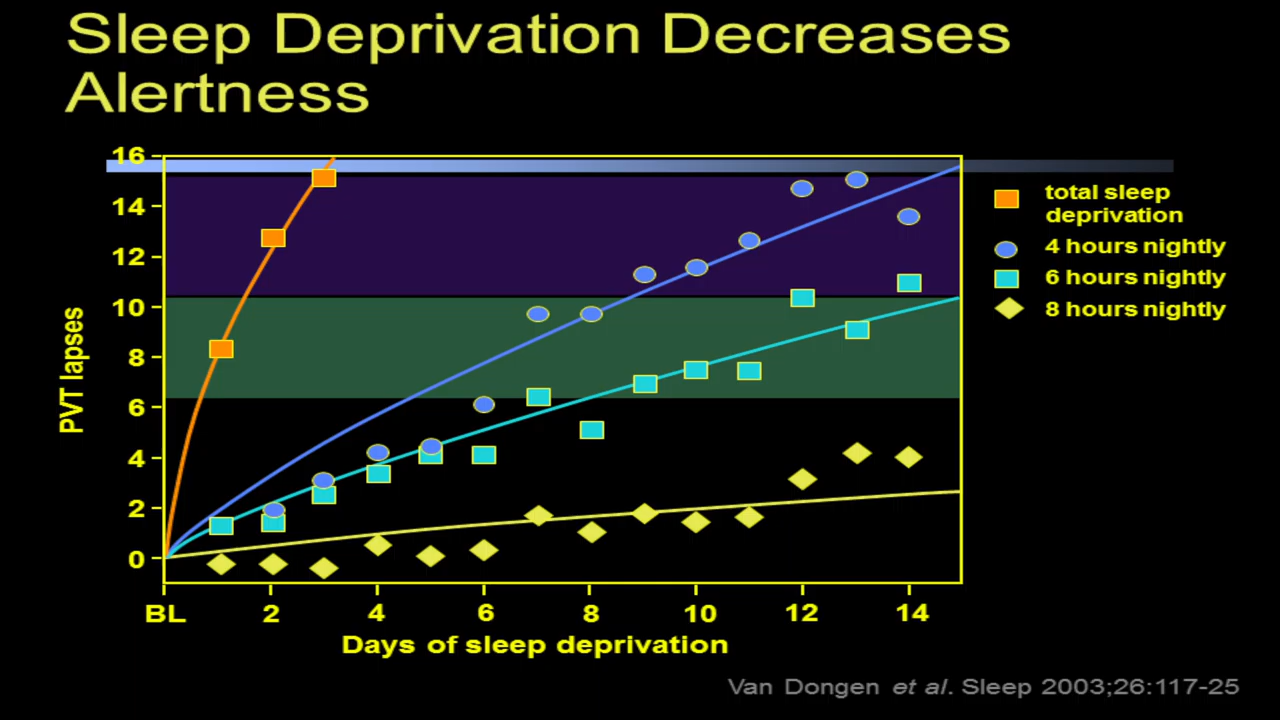 Sleep Deprivation Decreases
Alertness
16
14
12
10
8
6
4
2
0
PVT lapses
BL 2 4 6 8 10 12 14
Days of sleep deprivation
total sleep
deprivation
4 hours nightly
6 hours nightly
8 hours nightly
Van Dongen et al. Sleep 2003;26:117-25